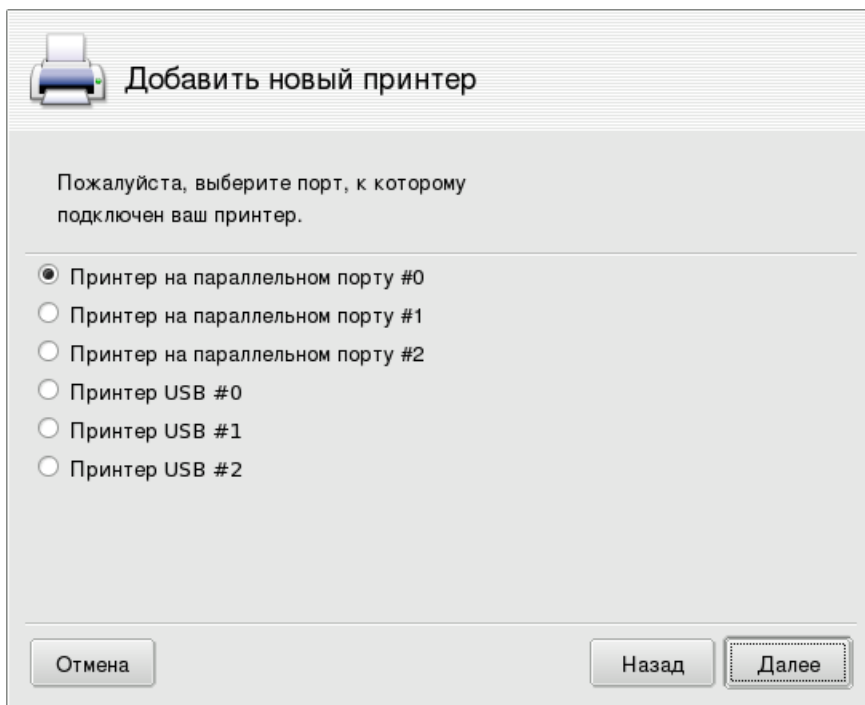 Добавить новый принтер
Пожалуйста, выберите порт, к которому
подключен ваш принтер.
Принтер на параллельном порту #0
Принтер на параллельном порту #1
Принтер на параллельном порту #2
Принтер USB #0
Принтер USB #1
Принтер USB #2
Отмена
Назад
Далее